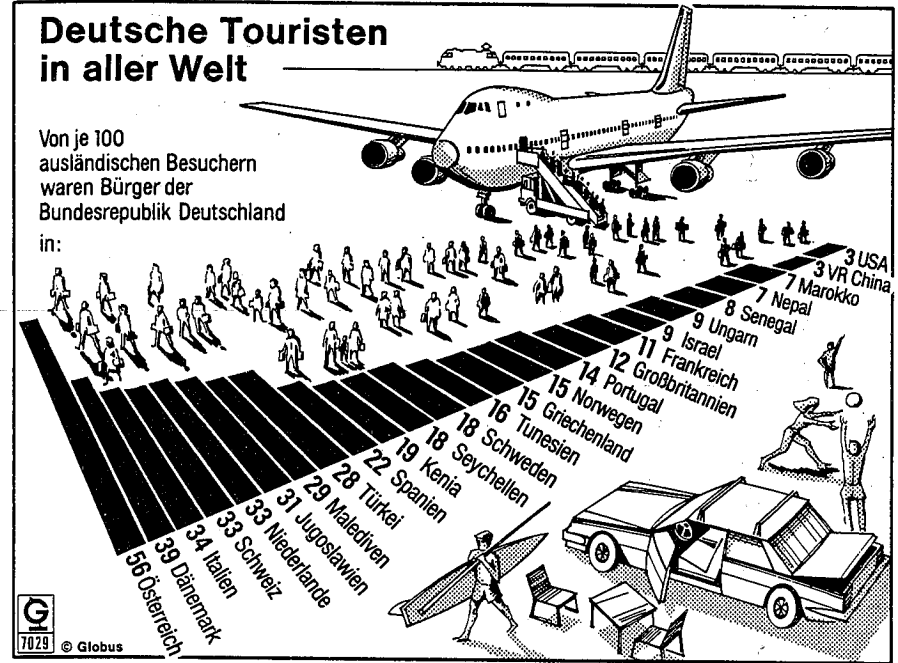 Deutsche Touristen
in aller Welt
Von je 100
ausländischen Besuchern
waren Bürger der
Bundesrepublik Deutschland
in:
56 Österreich
39 Dänemark
34 Italien
33 Schweiz
33 Niederlande
31 Jugoslawien
29 Malediven
28 Türkei
22 Spanien
19 Kenia
18 Seychellen
18 Schweden
16 Tunesien
15 Griechenland
15 Norwegen
14 Portugal
12 Großbritannien
11 Frankreich
9 Israel
9 Ungarn
8 Senegal
7 Nepal
7 Marokko
3 VR China
3 USA
G
7029
© Globus